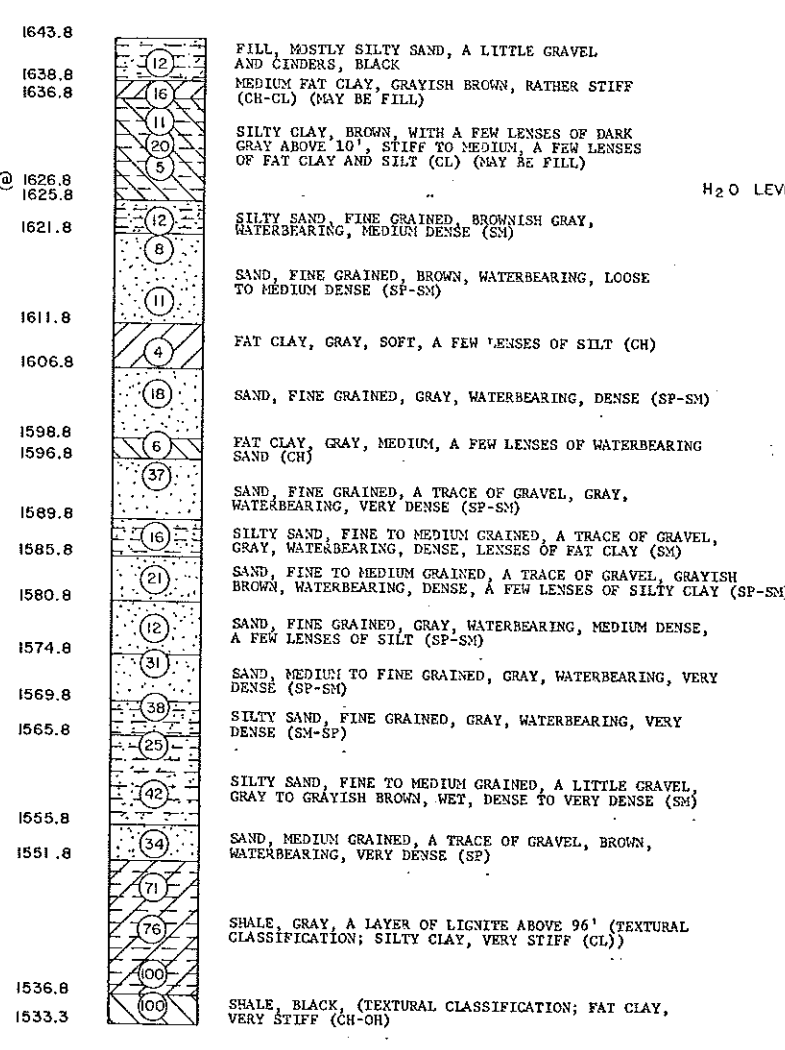 1643.8
12
FILL, MOSTLY SILTY SAND, A LITTLE GRAVEL
AND CINDERS, BLACK
1638.8
1636.8
16
MEDIUM FAT CLAY, GRAYISH BROWN, RATHER STIFF
(CH-CL) (MAY BE FILL)
11
20
5
SILTY CLAY, BROWN, WITH A FEW LENSES OF DARK
GRAY ABOVE 10', STIFF TO MEDIUM, A FEW LENSES
OF FAT CLAY AND SILT (CL) (MAY BE FILL)
@ 1626.8
1625.8
H2O LEV
1621.8
12
SILTY SAND, FINE GRAINED, BROWNISH GRAY,
WATERBEARING, MEDIUM DENSE (SM)
8
11
SAND, FINE GRAINED, BROWN, WATERBEARING, LOOSE
TO MEDIUM DENSE (SP-SM)
1611.8
4
FAT CLAY, GRAY, SOFT, A FEW LENSES OF SILT (CH)
1606.8
18
SAND, FINE GRAINED, GRAY, WATERBEARING, DENSE (SP-SM)
1598.8
1596.8
6
FAT CLAY, GRAY, MEDIUM, A FEW LENSES OF WATERBEARING
SAND (CH)
37
SAND, FINE GRAINED, A TRACE OF GRAVEL, GRAY,
WATERBEARING, VERY DENSE (SP-SM)
1589.8
16
SILTY SAND, FINE TO MEDIUM GRAINED, A TRACE OF GRAVEL,
GRAY, WATERBEARING, DENSE, LENSES OF FAT CLAY (SM)
1585.8
21
SAND, FINE TO MEDIUM GRAINED, A TRACE OF GRAVEL, GRAYISH
BROWN, WATERBEARING, DENSE, A FEW LENSES OF SILTY CLAY (SP-SM)
1580.8
12
SAND, FINE GRAINED, GRAY, WATERBEARING, MEDIUM DENSE,
A FEW LENSES OF SILT (SP-SM)
1574.8
31
SAND, MEDIUM TO FINE GRAINED, GRAY, WATERBEARING, VERY
DENSE (SP-SM)
1569.8
38
SILTY SAND, FINE GRAINED, GRAY, WATERBEARING, VERY
DENSE (SM-SP)
1565.8
25
42
SILTY SAND, FINE TO MEDIUM GRAINED, A LITTLE GRAVEL,
GRAY TO GRAYISH BROWN, WET, DENSE TO VERY DENSE (SM)
1555.8
34
SAND, MEDIUM GRAINED, A TRACE OF GRAVEL, BROWN,
WATERBEARING, VERY DENSE (SP)
1551.8
71
76
SHALE, GRAY, A LAYER OF LIGNITE ABOVE 96' (TEXTURAL
CLASSIFICATION; SILTY CLAY, VERY STIFF (CL))
100
1536.8
100
SHALE, BLACK, (TEXTURAL CLASSIFICATION; FAT CLAY,
VERY STIFF (CH-OH)
1533.3